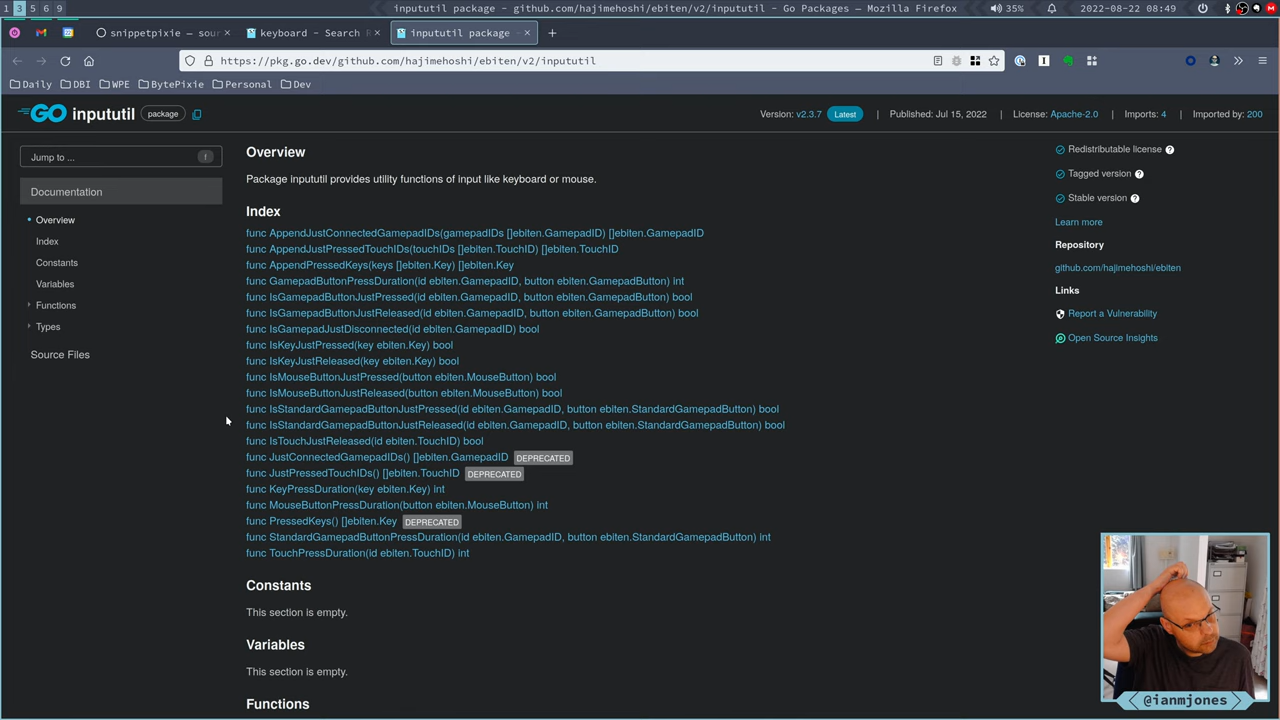 1 3 5 6 9
inpututil package - github.com/hajimehoshi/ebiten/v2/inpututil - Go Packages — Mozilla Firefox
35%
2022-08-22 08:49
snippetpixie — sour
keyboard - Search R
inpututil package -
https://pkg.go.dev/github.com/hajimehoshi/ebiten/v2/inpututil
Daily DBI WPE BytePixie Personal Dev
GO inpututil package
Version: v2.3.7 Latest | Published: Jul 15, 2022 | License: Apache-2.0 | Imports: 4 | Imported by: 200
Jump to ... f
Documentation
Overview
Index
Constants
Variables
Functions
Types
Source Files
Overview
Package inpututil provides utility functions of input like keyboard or mouse.
Index
func AppendJustConnectedGamepadIDs(gamepadIDs []ebiten.GamepadID) []ebiten.GamepadID
func AppendJustPressedTouchIDs(touchIDs []ebiten.TouchID) []ebiten.TouchID
func AppendPressedKeys(keys []ebiten.Key) []ebiten.Key
func GamepadButtonPressDuration(id ebiten.GamepadID, button ebiten.GamepadButton) int
func IsGamepadButtonJustPressed(id ebiten.GamepadID, button ebiten.GamepadButton) bool
func IsGamepadButtonJustReleased(id ebiten.GamepadID, button ebiten.GamepadButton) bool
func IsGamepadJustDisconnected(id ebiten.GamepadID) bool
func IsKeyJustPressed(key ebiten.Key) bool
func IsKeyJustReleased(key ebiten.Key) bool
func IsMouseButtonJustPressed(button ebiten.MouseButton) bool
func IsMouseButtonJustReleased(button ebiten.MouseButton) bool
func IsStandardGamepadButtonJustPressed(id ebiten.GamepadID, button ebiten.StandardGamepadButton) bool
func IsStandardGamepadButtonJustReleased(id ebiten.GamepadID, button ebiten.StandardGamepadButton) bool
func IsTouchJustReleased(id ebiten.TouchID) bool
func JustConnectedGamepadIDs() []ebiten.GamepadID DEPRECATED
func JustPressedTouchIDs() []ebiten.TouchID DEPRECATED
func KeyPressDuration(key ebiten.Key) int
func MouseButtonPressDuration(button ebiten.MouseButton) int
func PressedKeys() []ebiten.Key DEPRECATED
func StandardGamepadButtonPressDuration(id ebiten.GamepadID, button ebiten.StandardGamepadButton) int
func TouchPressDuration(id ebiten.TouchID) int
Constants
This section is empty.
Variables
This section is empty.
Functions
Redistributable license ?
Tagged version ?
Stable version ?
Learn more
Repository
github.com/hajimehoshi/ebiten
Links
Report a Vulnerability
Open Source Insights
@ianmjones